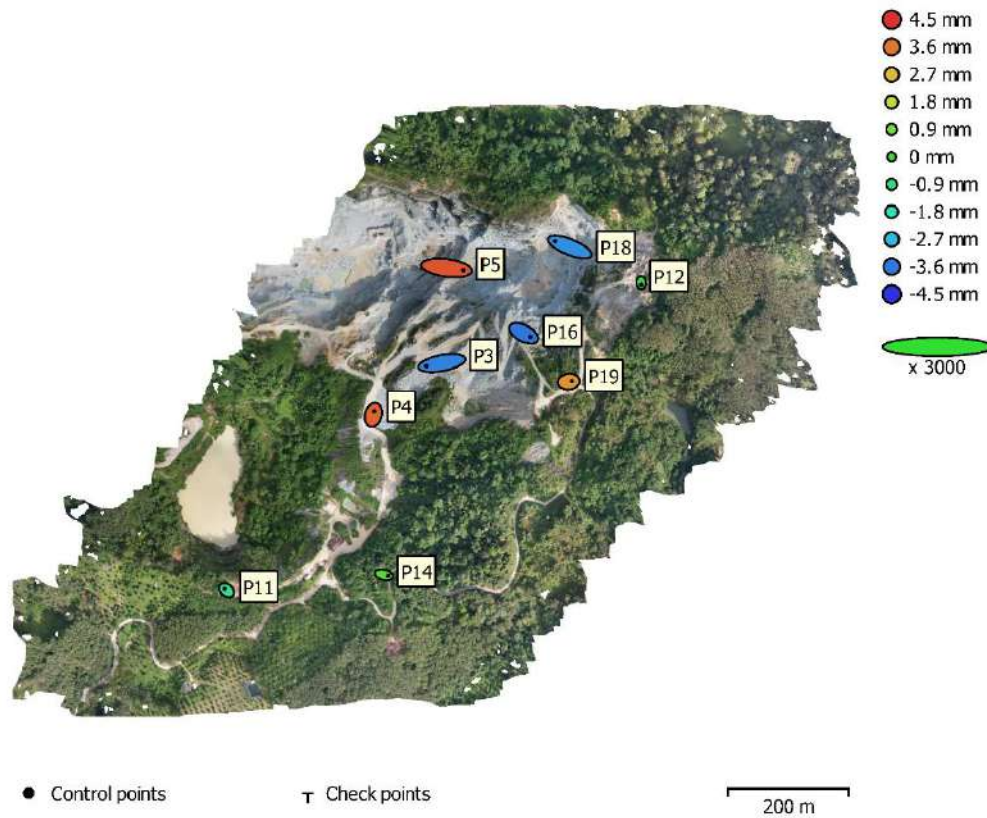 4.5 mm
3.6 mm
2.7 mm
1.8 mm
0.9 mm
0 mm
-0.9 mm
-1.8 mm
-2.7 mm
-3.6 mm
-4.5 mm
x 3000
P18
P5
P12
P16
P3
P19
P4
P14
P11
Control points
Check points
200 m